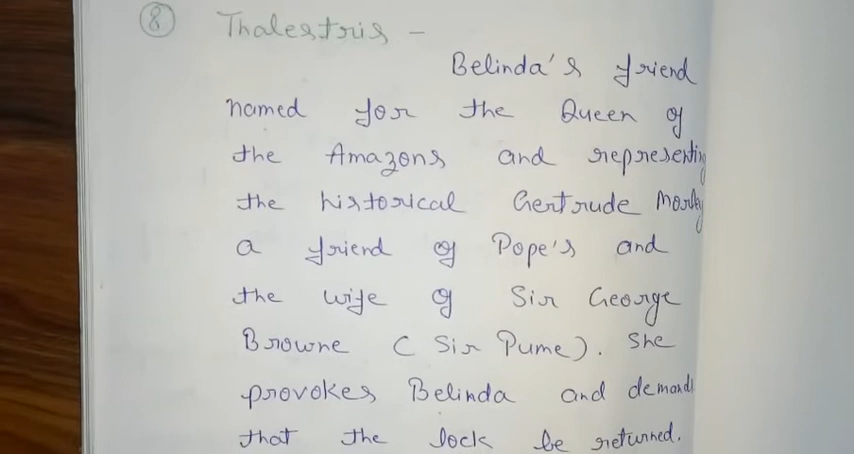 8 Thalestris -
Belinda's friend
named for the Queen of
the Amazons and representing
the historical Gertrude Morley
a friend of Pope's and
the wife of Sir George
Browne ( Sir Pume). She
provokes Belinda and demands
that the lock be returned.